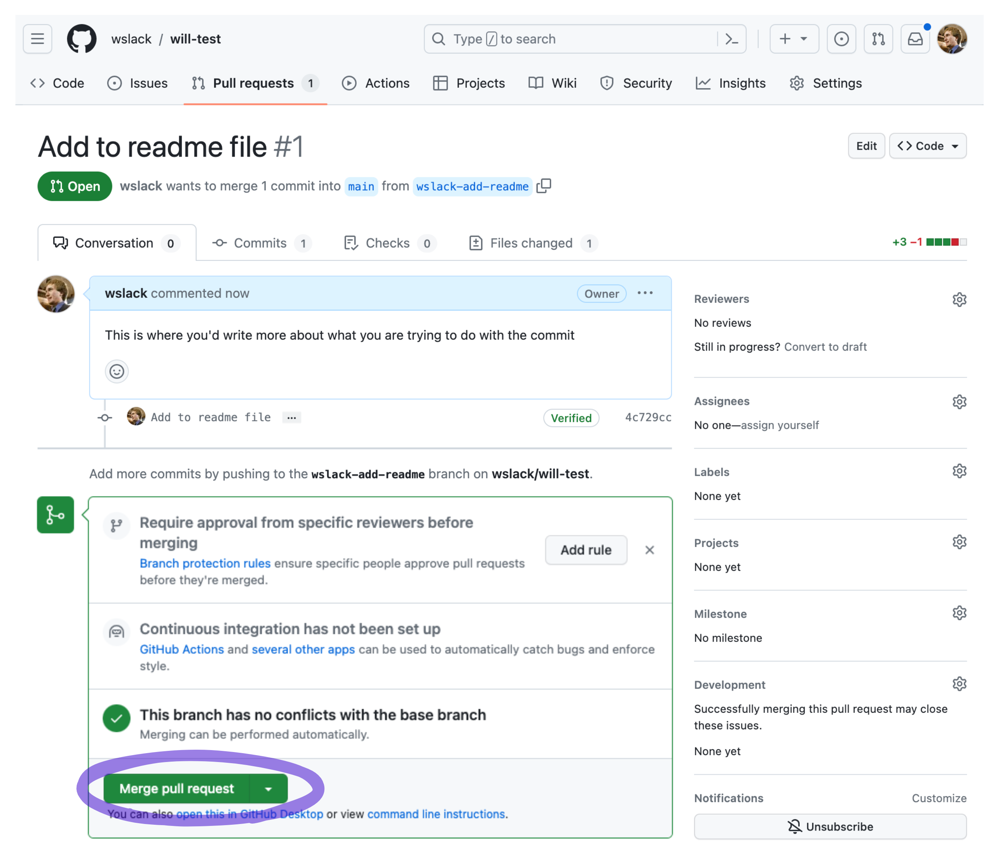 wslack / will-test
Type / to search
Code
Issues
Pull requests 1
Actions
Projects
Wiki
Security
Insights
Settings
Add to readme file #1
Edit
Code
Open
wslack wants to merge 1 commit into main from wslack-add-readme
Conversation 0
Commits 1
Checks 0
Files changed 1
+3 −1
wslack commented now
Owner
This is where you'd write more about what you are trying to do with the commit
Add to readme file
Verified
4c729cc
Add more commits by pushing to the wslack-add-readme branch on wslack/will-test.
Require approval from specific reviewers before
merging
Branch protection rules ensure specific people approve pull requests
before they're merged.
Add rule
Continuous integration has not been set up
GitHub Actions and several other apps can be used to automatically catch bugs and enforce
style.
This branch has no conflicts with the base branch
Merging can be performed automatically.
Merge pull request
You can also open this in GitHub Desktop or view command line instructions.
Reviewers
No reviews
Still in progress? Convert to draft
Assignees
No one—assign yourself
Labels
None yet
Projects
None yet
Milestone
No milestone
Development
Successfully merging this pull request may close
these issues.
None yet
Notifications
Customize
Unsubscribe